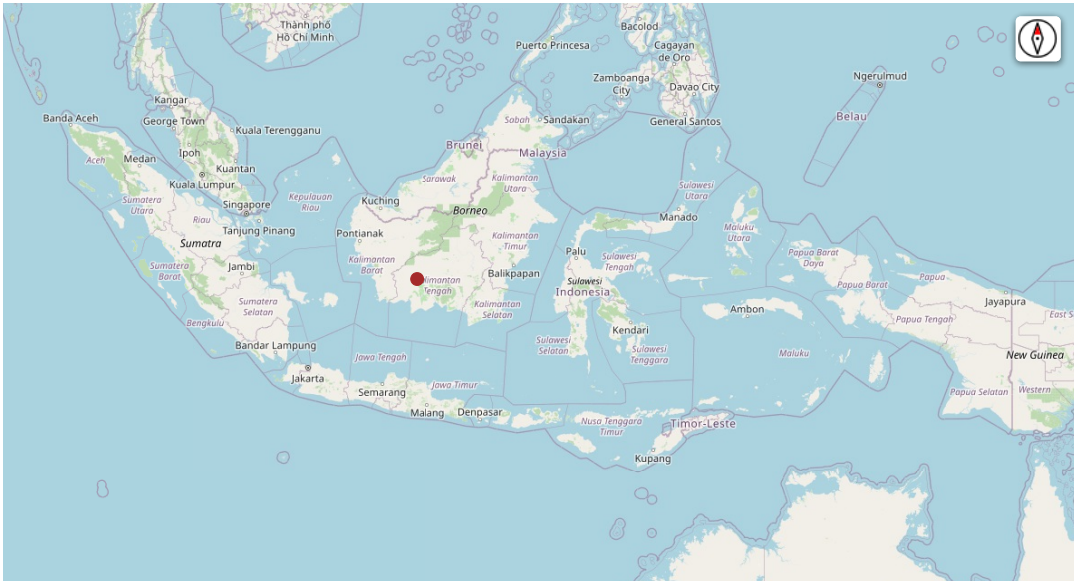 Thành phố
Hồ Chí Minh
Bacolod
Puerto Princesa
Cagayan
de Oro
Zamboanga
City
Davao City
Ngerulmud
Kangar
Banda Aceh
George Town
Kuala Terengganu
Sandakan
Sabah
General Santos
Belau
Brunei
Malaysia
Ipoh
Aceh
Medan
Kuantan
Kuala Lumpur
Sarawak
Kalimantan
Utara
Sulawesi
Utara
Sumatera
Utara
Kepulauan
Riau
Kuching
Singapore
Riau
Borneo
Manado
Tanjung Pinang
Pontianak
Maluku
Utara
Sumatra
Kalimantan
Timur
Palu
Papua Barat
Daya
Sumatera
Barat
Jambi
Kalimantan
Barat
Balikpapan
Sulawesi
Tengah
Papua
limantan
Tengah
Sulawesi
Indonesia
Papua Barat
Sumatera
Selatan
Kalimantan
Selatan
Jayapura
Ambon
East S
Papua Tengah
Bengkulu
Kendari
Bandar Lampung
Sulawesi
Selatan
Sulawesi
Tenggara
Maluku
New Guinea
Jawa Tengah
Jakarta
Jawa Timur
Semarang
Papua Selatan
Western
Malang
Denpasar
Nusa Tenggara
Timur
Timor-Leste
Kupang